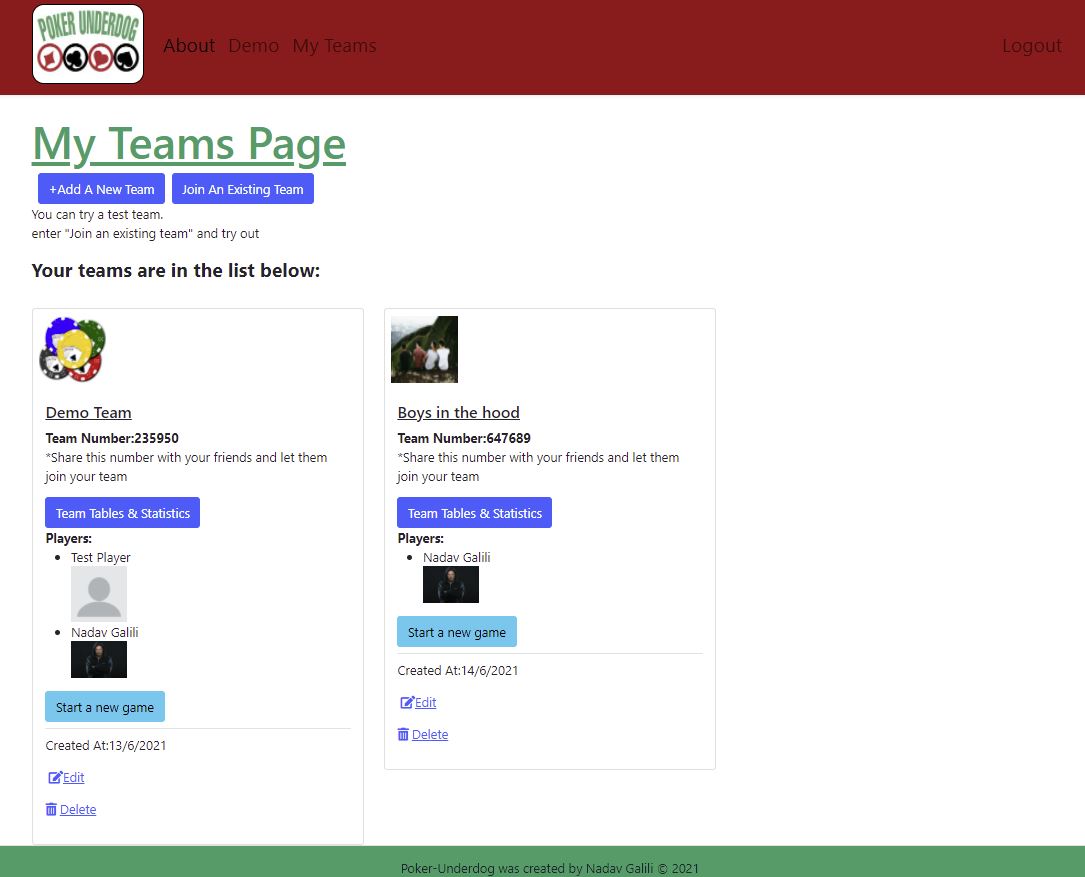 POKER UNDERDOG
About Demo My Teams Logout
My Teams Page
+Add A New Team Join An Existing Team
You can try a test team.
enter "Join an existing team" and try out
Your teams are in the list below:
Demo Team
Team Number:235950
*Share this number with your friends and let them
join your team
Team Tables & Statistics
Players:
Test Player
Nadav Galili
Start a new game
Created At:13/6/2021
Edit
Delete
Boys in the hood
Team Number:647689
*Share this number with your friends and let them
join your team
Team Tables & Statistics
Players:
Nadav Galili
Start a new game
Created At:14/6/2021
Edit
Delete
Poker-Underdog was created by Nadav Galili © 2021